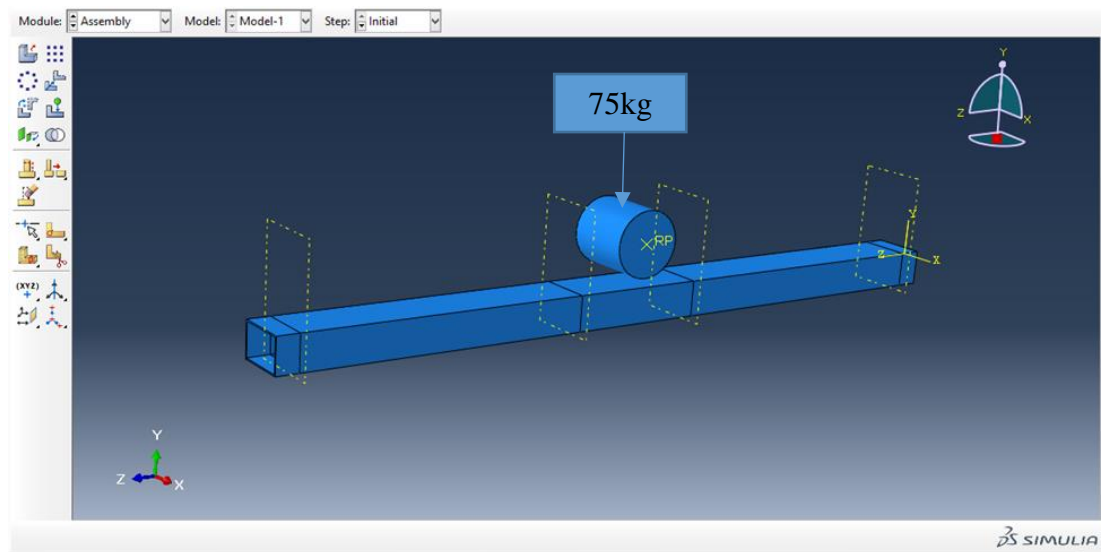 Module: Assembly Model: Model-1 Step: Initial
75kg
Y
Z
X
RP
Y
Z
X
(XYZ)
Y
Z
X
SIMULIA